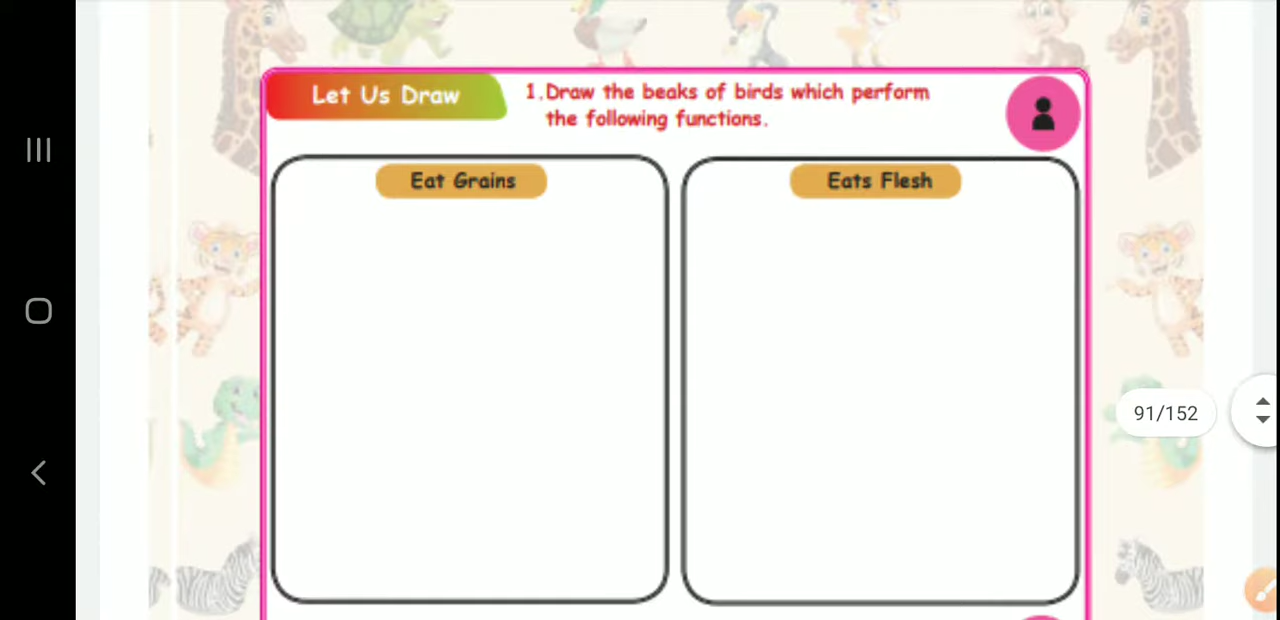 Let Us Draw
1.Draw the beaks of birds which perform
the following functions.
Eat Grains
Eats Flesh
91/152